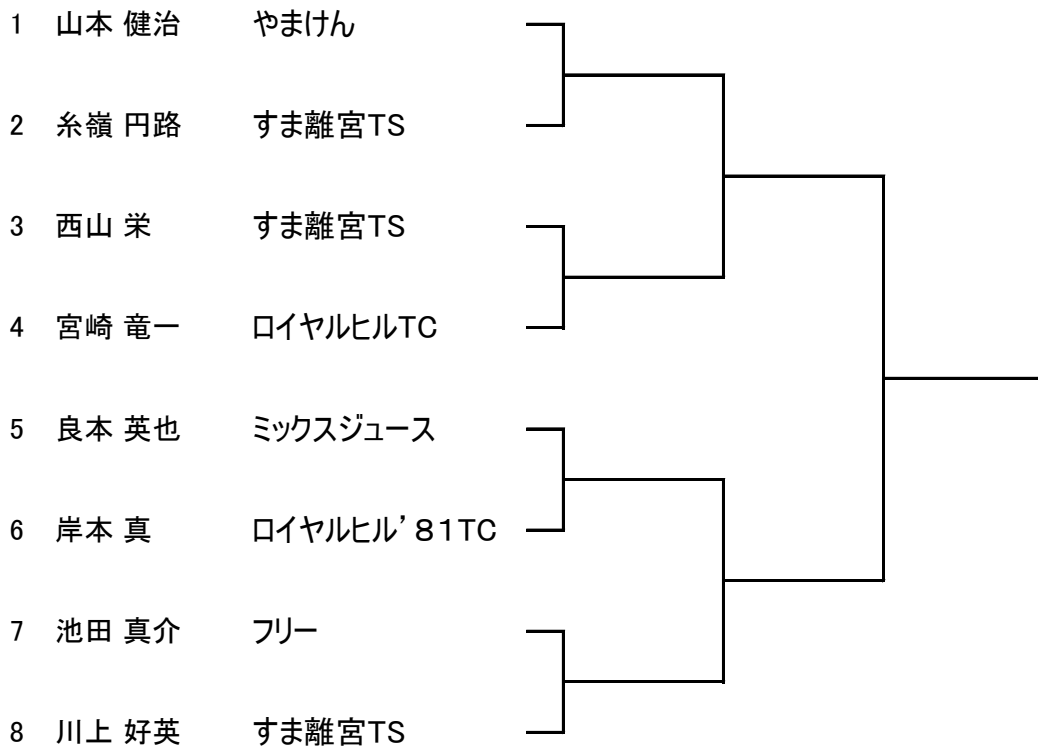 1 山本 健治 やまけん
2 糸嶺 円路 すま離宮TS
3 西山 栄 すま離宮TS
4 宮崎 竜一 ロイヤルヒルTC
5 良本 英也 ミックスジュース
6 岸本 真 ロイヤルヒル’81TC
7 池田 真介 フリー
8 川上 好英 すま離宮TS